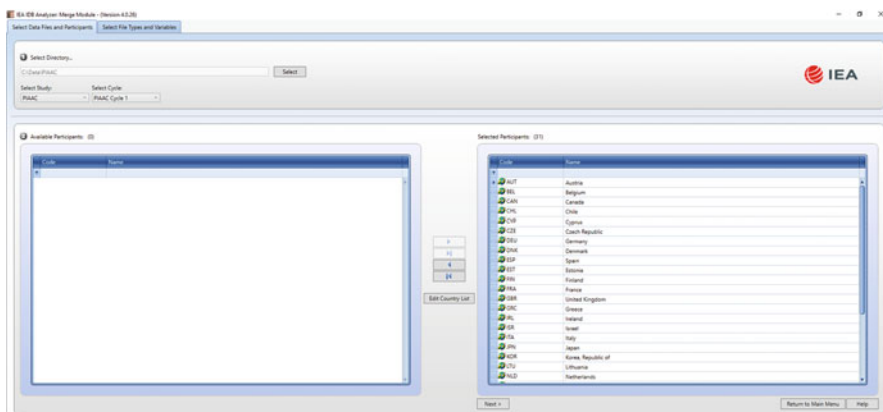 IEA IDB Analyzer Merge Module - (Version 4.0.26)
Select Data Files and Participants Select File Types and Variables
Select Directory...
C:\Data\PIAAC Select
IEA
Select Study: Select Cycle:
PIAAC PIAAC Cycle 1
Available Participants: (0) Selected Participants: (31)
Code Name Code Name
AUT Austria
BEL Belgium
CAN Canada
CHL Chile
CYP Cyprus
CZE Czech Republic
DEU Germany
DNK Denmark
ESP Spain
EST Estonia
FIN Finland
FRA France
GBR United Kingdom
GRC Greece
IRL Ireland
ISR Israel
ITA Italy
JPN Japan
KOR Korea, Republic of
LTU Lithuania
NLD Netherlands
Edit Country List
Next > Return to Main Menu Help